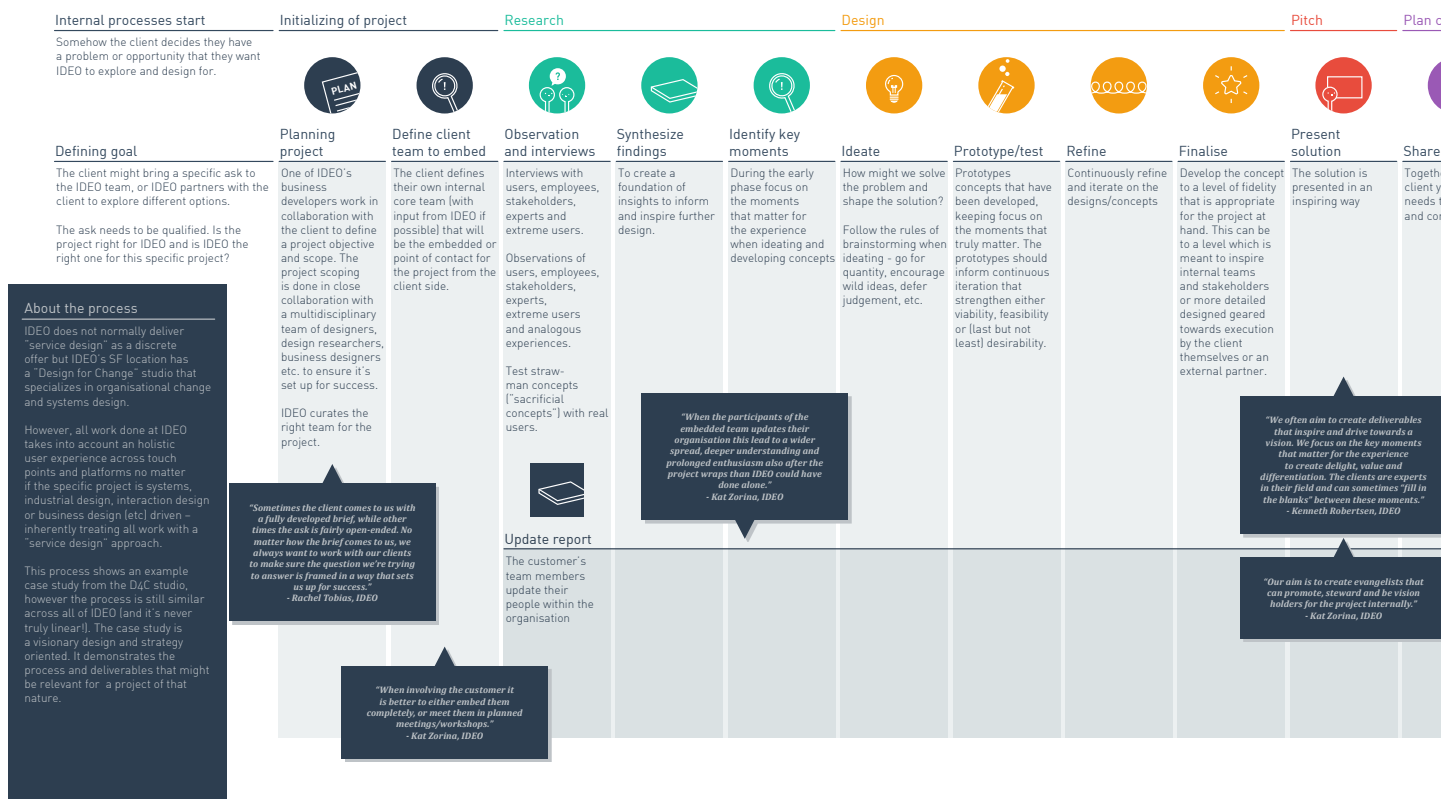 Internal processes start
Somehow the client decides they have
a problem or opportunity that they want
IDEO to explore and design for.
Defining goal
The client might bring a specific ask to
the IDEO team, or IDEO partners with the
client to explore different options.
The ask needs to be qualified. Is the
project right for IDEO and is IDEO the
right one for this specific project?
About the process
IDEO does not normally deliver
"service design" as a discrete
offer but IDEO's SF location has
a "Design for Change" studio that
specializes in organisational change
and systems design.
However, all work done at IDEO
takes into account an holistic
user experience across touch
points and platforms no matter
if the specific project is systems,
industrial design, interaction design
or business design (etc) driven –
inherently treating all work with a
"service design" approach.
This process shows an example
case study from the D4C studio,
however the process is still similar
across all of IDEO (and it's never
truly linear!). The case study is
a visionary design and strategy
oriented. It demonstrates the
process and deliverables that might
be relevant for a project of that
nature.
Initializing of project
PLAN
Planning
project
One of IDEO's
business
developers work in
collaboration with
the client to define
a project objective
and scope. The
project scoping
is done in close
collaboration with
a multidisciplinary
team of designers,
design researchers,
business designers
etc. to ensure it's
set up for success.
IDEO curates the
right team for the
project.
"Sometimes the client comes to us with
a fully developed brief, while other
times the ask is fairly open-ended. No
matter how the brief comes to us, we
always want to work with our clients
to make sure the question we're trying
to answer is framed in a way that sets
us up for success."
- Rachel Tobias, IDEO
!
Define client
team to embed
The client defines
their own internal
core team (with
input from IDEO if
possible) that will
be the embedded or
point of contact for
the project from the
client side.
"When involving the customer it
is better to either embed them
completely, or meet them in planned
meetings/workshops."
- Kat Zorina, IDEO
Research
?
Observation
and interviews
Interviews with
users, employees,
stakeholders,
experts and
extreme users.
Observations of
users, employees,
stakeholders,
experts,
extreme users
and analogous
experiences.
Test straw-
man concepts
("sacrificial
concepts") with real
users.
Update report
The customer's
team members
update their
people within the
organisation
Synthesize
findings
To create a
foundation of
insights to inform
and inspire further
design.
!
Identify key
moments
During the early
phase focus on
the moments
that matter for
the experience
when ideating and
developing concepts
"When the participants of the
embedded team updates their
organisation this lead to a wider
spread, deeper understanding and
prolonged enthusiasm also after the
project wraps than IDEO could have
done alone."
- Kat Zorina, IDEO
Design
Ideate
How might we solve
the problem and
shape the solution?
Follow the rules of
brainstorming when
ideating - go for
quantity, encourage
wild ideas, defer
judgement, etc.
Prototype/test
Prototypes
concepts that have
been developed,
keeping focus on
the moments that
truly matter. The
prototypes should
inform continuous
iteration that
strengthen either
viability, feasibility
or (last but not
least) desirability.
Refine
Continuously refine
and iterate on the
designs/concepts
Finalise
Develop the concept
to a level of fidelity
that is appropriate
for the project at
hand. This can be
to a level which is
meant to inspire
internal teams
and stakeholders
or more detailed
designed geared
towards execution
by the client
themselves or an
external partner.
Pitch
Present
solution
The solution is
presented in an
inspiring way
"We often aim to create deliverables
that inspire and drive towards a
vision. We focus on the key moments
that matter for the experience
to create delight, value and
differentiation. The clients are experts
in their field and can sometimes "fill in
the blanks" between these moments."
- Kenneth Robertsen, IDEO
"Our aim is to create evangelists that
can promote, steward and be vision
holders for the project internally."
- Kat Zorina, IDEO
Plan
Share
client
needs
and